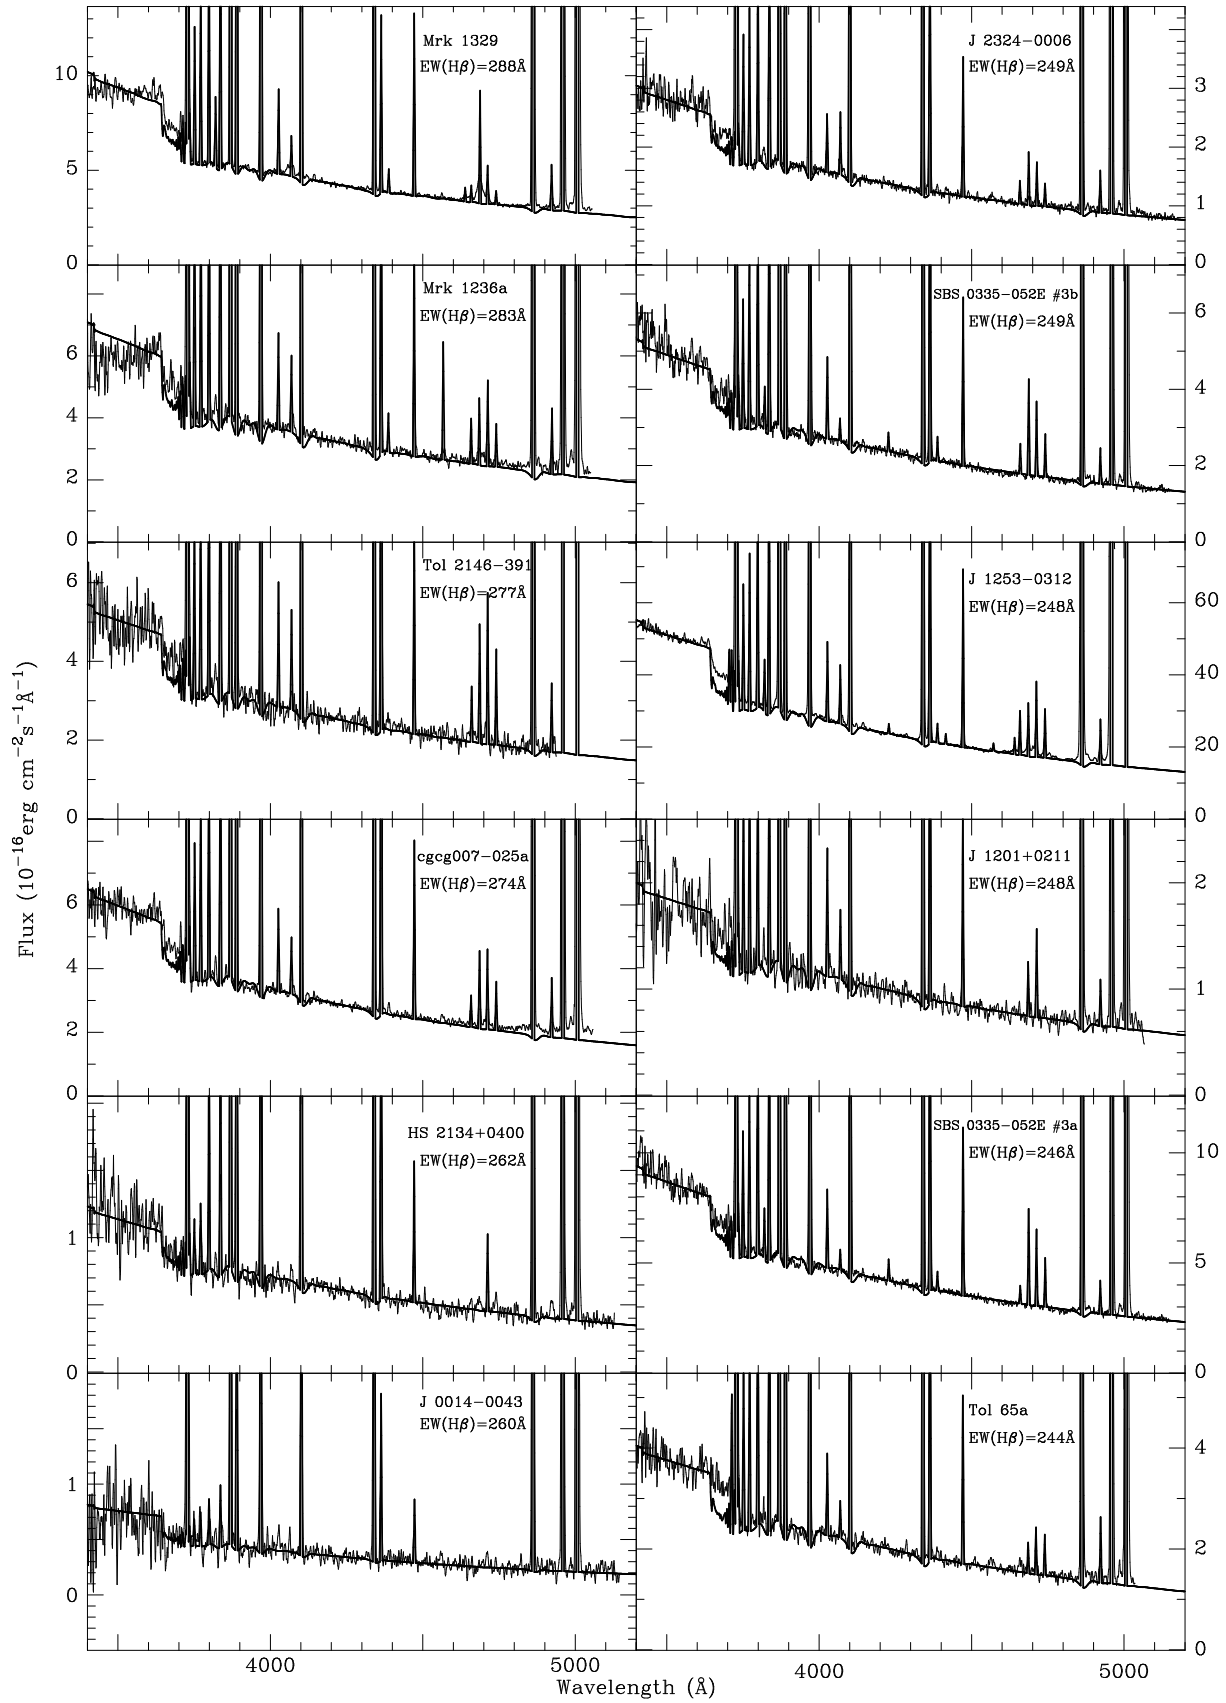 Mrk 1329
EW(Hβ)=288Å
10
5
0
J 2324−0006
EW(Hβ)=249Å
3
2
1
0
Mrk 1236a
EW(Hβ)=283Å
6
4
2
0
SBS 0335−052E #3b
EW(Hβ)=249Å
6
4
2
0
Tol 2146−391
EW(Hβ)=277Å
6
4
2
0
J 1253−0312
EW(Hβ)=248Å
60
40
20
0
Flux (10−16erg cm−2s−1Å−1)
cgcg007−025a
EW(Hβ)=274Å
6
4
2
0
J 1201+0211
EW(Hβ)=248Å
2
1
0
HS 2134+0400
EW(Hβ)=262Å
1
0
SBS 0335−052E #3a
EW(Hβ)=246Å
10
5
0
J 0014−0043
EW(Hβ)=260Å
1
0
Tol 65a
EW(Hβ)=244Å
4
2
0
4000 5000 4000 5000
Wavelength (Å)